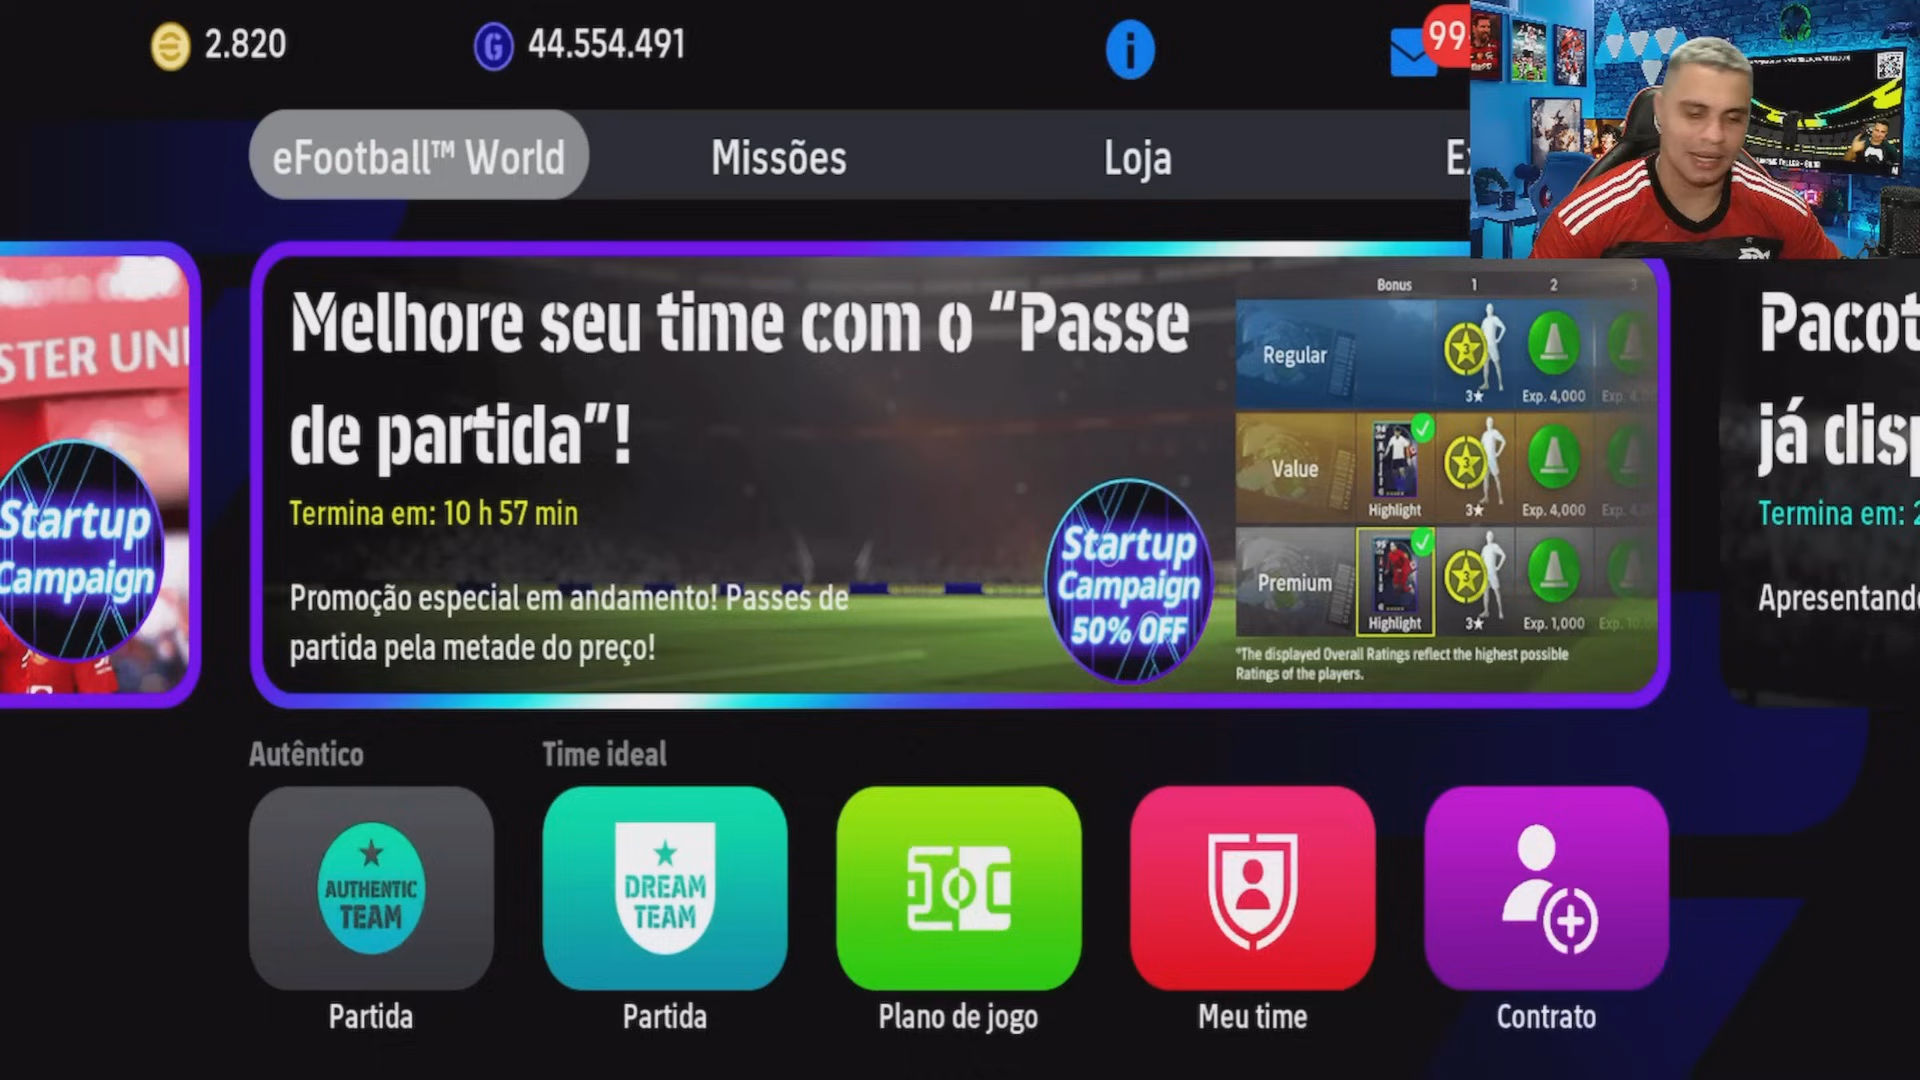 2.820
44.554.491
99
eFootball™ World
Missões
Loja
STER UNI
Startup
Campaign
Melhore seu time com o “Passe
de partida”!
Termina em: 10 h 57 min
Promoção especial em andamento! Passes de
partida pela metade do preço!
Startup
Campaign
50% OFF
Bonus 1 2 3
Regular
3★ Exp. 4,000
Value
Highlight 3★ Exp. 4,000
Premium
Highlight 3★ Exp. 1,000
*The displayed Overall Ratings reflect the highest possible
Ratings of the players.
Pacot
já disp
Termina em: 2
Apresentando
Autêntico
Time ideal
AUTHENTIC
TEAM
DREAM
TEAM
Partida
Partida
Plano de jogo
Meu time
Contrato